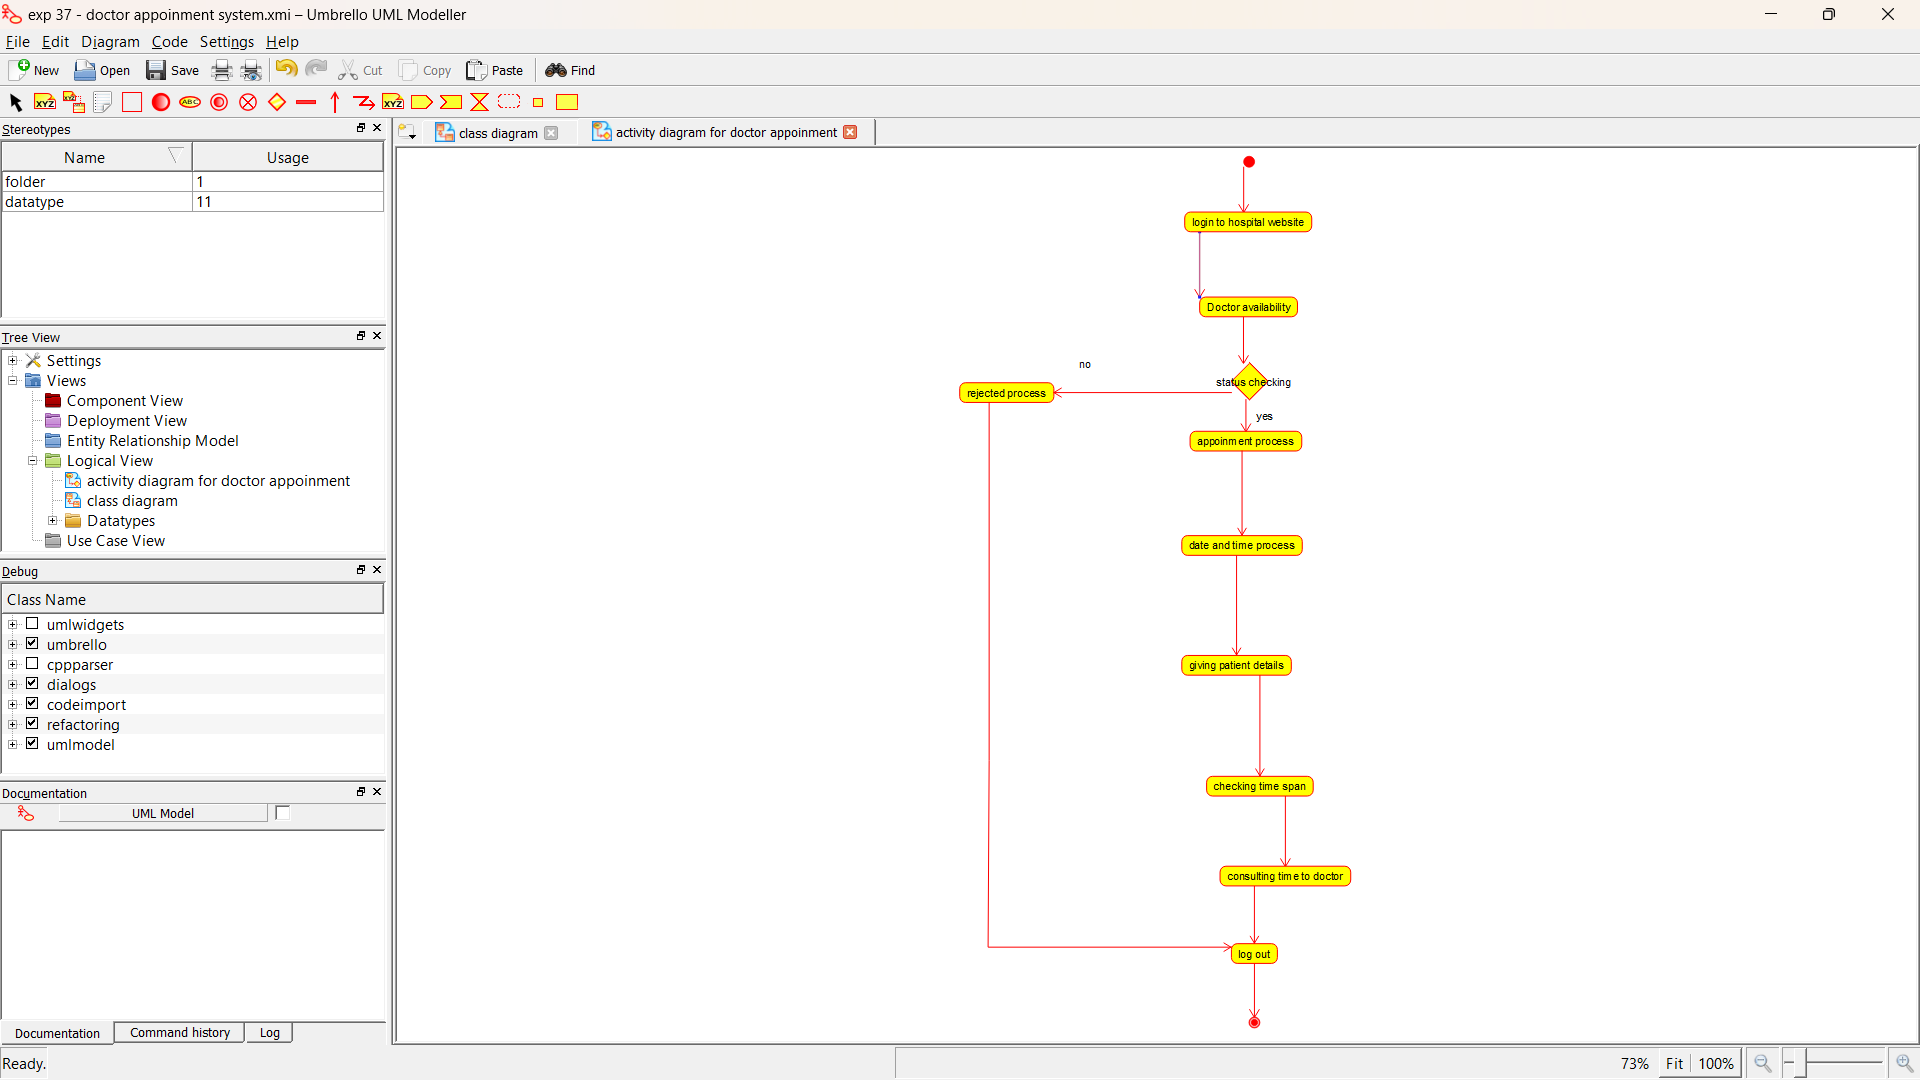 exp 37 - doctor appoinment system.xmi – Umbrello UML Modeller
File Edit Diagram Code Settings Help
New Open Save Cut Copy Paste Find
XYZ XYZ ABC XYZ
Stereotypes
Name Usage
folder 1
datatype 11
Tree View
Settings
Views
Component View
Deployment View
Entity Relationship Model
Logical View
activity diagram for doctor appoinment
class diagram
Datatypes
Use Case View
Debug
Class Name
umlwidgets
umbrello
cppparser
dialogs
codeimport
refactoring
umlmodel
Documentation
UML Model
Documentation Command history Log
class diagram activity diagram for doctor appoinment
login to hospital website
Doctor availability
no
status checking
rejected process
yes
appoinment process
date and time process
giving patient details
checking time span
consulting time to doctor
log out
Ready. 73% Fit 100%